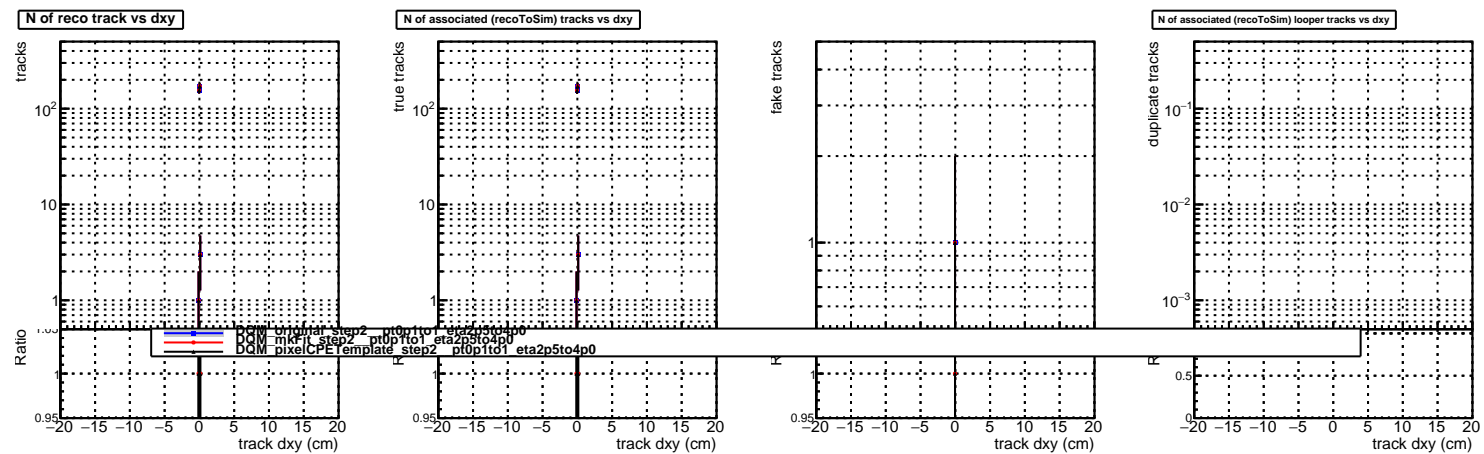 N of reco track vs dxy
N of associated (recoToSim) tracks vs dxy
N of associated (recoToSim) looper tracks vs dxy
tracks
10²
10
1
Ratio
1
0.95
−20 −15 −10 −5 0 5 10 15 20
track dxy (cm)
true tracks
10²
10
1
1
0.95
−20 −15 −10 −5 0 5 10 15 20
track dxy (cm)
fake tracks
1
1
0.95
−20 −15 −10 −5 0 5 10 15 20
track dxy (cm)
duplicate tracks
10⁻¹
10⁻²
10⁻³
0.5
0
−20 −15 −10 −5 0 5 10 15 20
track dxy (cm)
DQM_original_step2__pt0p1to1_eta2p5to4p0
DQM_mkFit_step2__pt0p1to1_eta2p5to4p0
DQM_pixelCPETemplate_step2__pt0p1to1_eta2p5to4p0